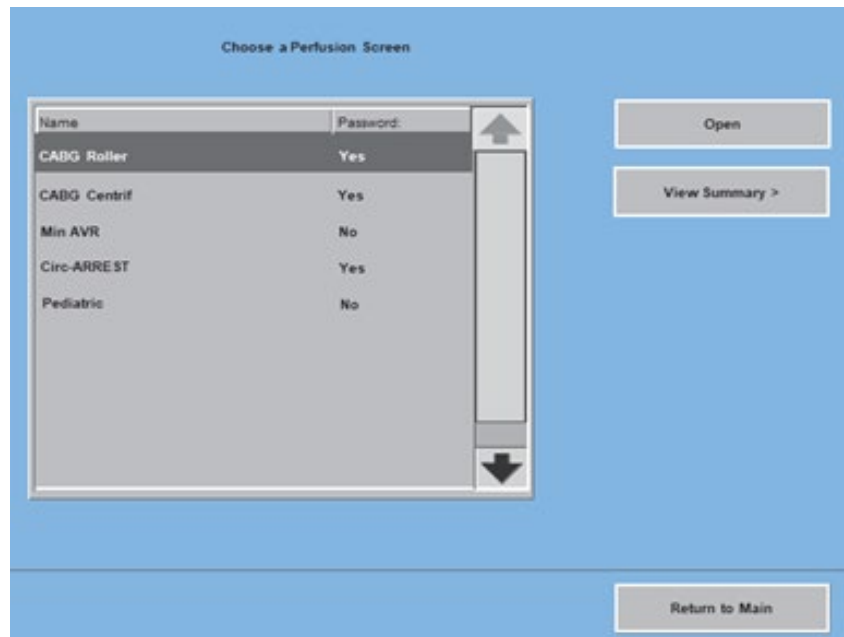 Choose a Perfusion Screen
Name Password:
CABG Roller Yes
CABG Centrif Yes
Min AVR No
Circ-ARREST Yes
Pediatric No
Open
View Summary >
Return to Main